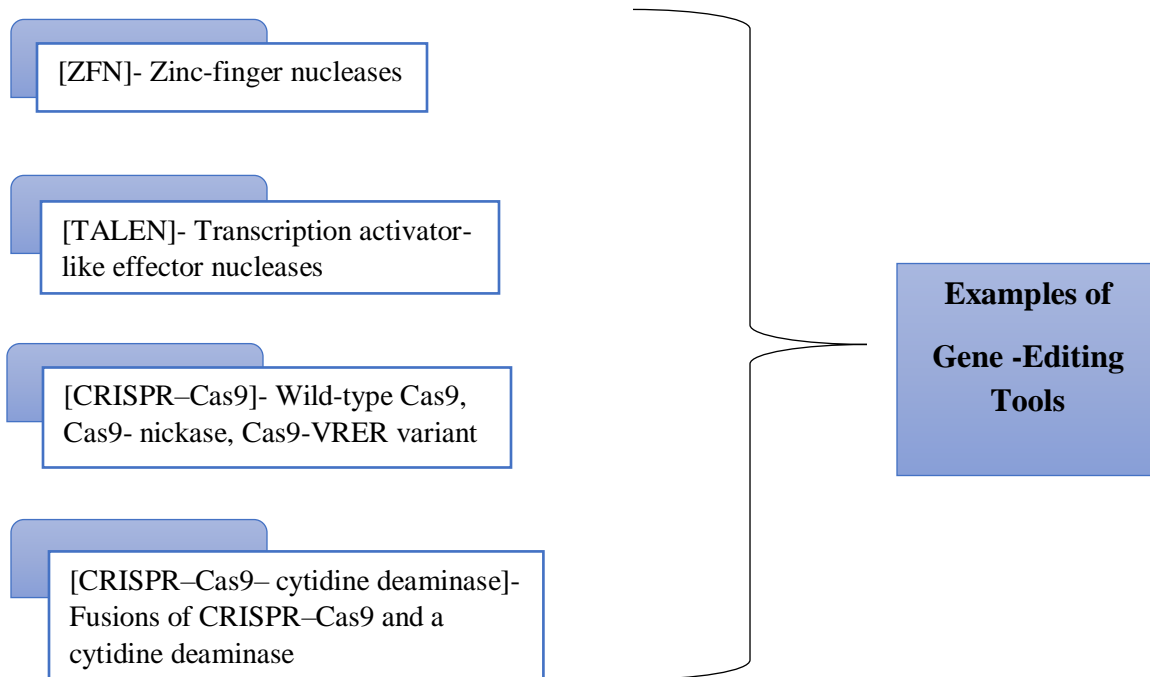 [ZFN]- Zinc-finger nucleases
[TALEN]- Transcription activator-
like effector nucleases
[CRISPR–Cas9]- Wild-type Cas9,
Cas9- nickase, Cas9-VRER variant
[CRISPR–Cas9– cytidine deaminase]-
Fusions of CRISPR–Cas9 and a
cytidine deaminase
Examples of
Gene -Editing
Tools